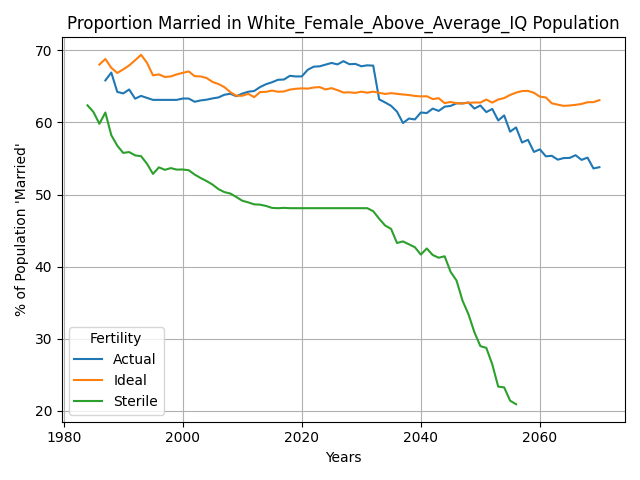 Proportion Married in White_Female_Above_Average_IQ Population
% of Population 'Married'
70
60
50
40
30
20
Fertility
Actual
Ideal
Sterile
1980
2000
2020
2040
2060
Years